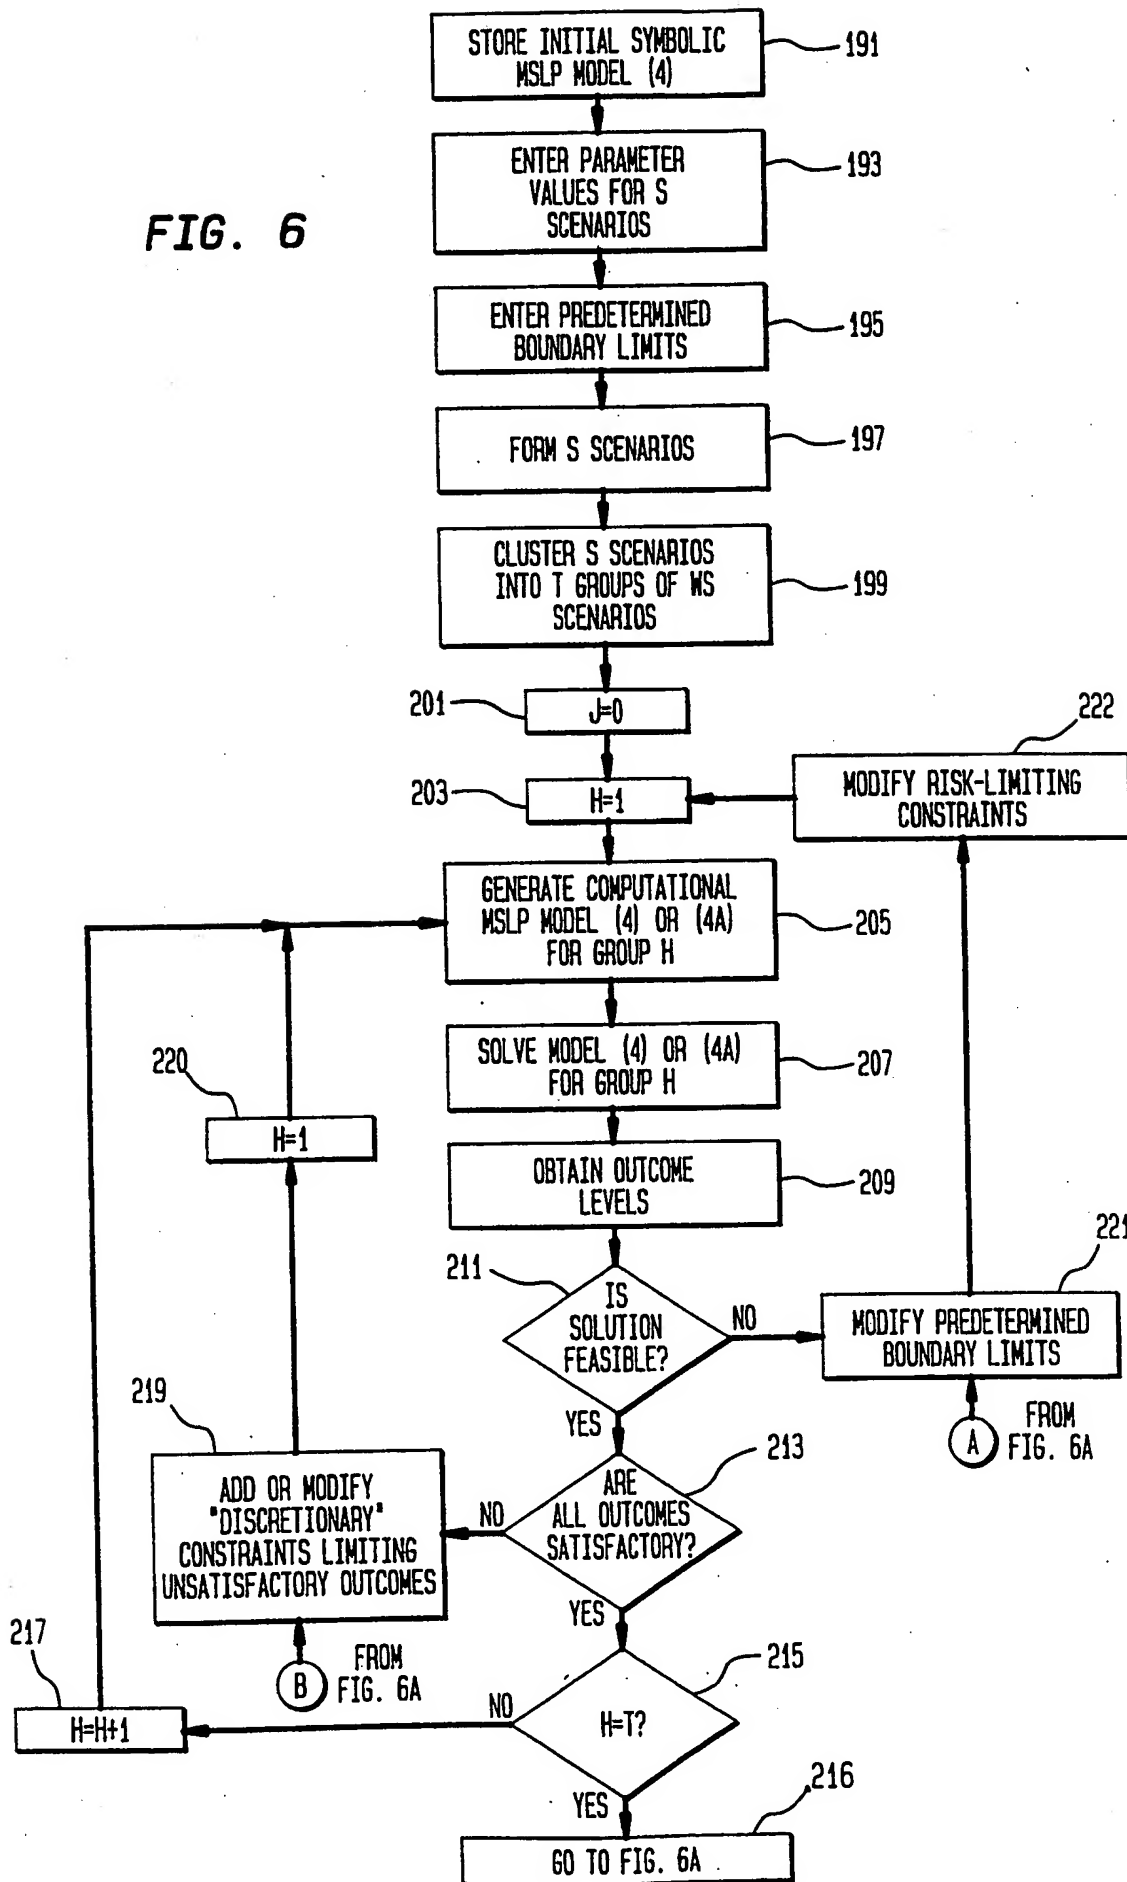 STORE INITIAL SYMBOLIC
MSLP MODEL (4)
191
ENTER PARAMETER
VALUES FOR S
SCENARIOS
193
FIG. 6
ENTER PREDETERMINED
BOUNDARY LIMITS
195
FORM S SCENARIOS
197
CLUSTER S SCENARIOS
INTO T GROUPS OF WS
SCENARIOS
199
201
J=0
222
203
H=1
MODIFY RISK-LIMITING
CONSTRAINTS
GENERATE COMPUTATIONAL
MSLP MODEL (4) OR (4A)
FOR GROUP H
205
SOLVE MODEL (4) OR (4A)
FOR GROUP H
207
220
H=1
OBTAIN OUTCOME
LEVELS
209
221
211
IS
SOLUTION
FEASIBLE?
NO
MODIFY PREDETERMINED
BOUNDARY LIMITS
YES
A
FROM
FIG. 6A
219
213
ADD OR MODIFY
"DISCRETIONARY"
CONSTRAINTS LIMITING
UNSATISFACTORY OUTCOMES
NO
ARE
ALL OUTCOMES
SATISFACTORY?
YES
217
B
FROM
FIG. 6A
215
H=H+1
NO
H=T?
YES
216
GO TO FIG. 6A